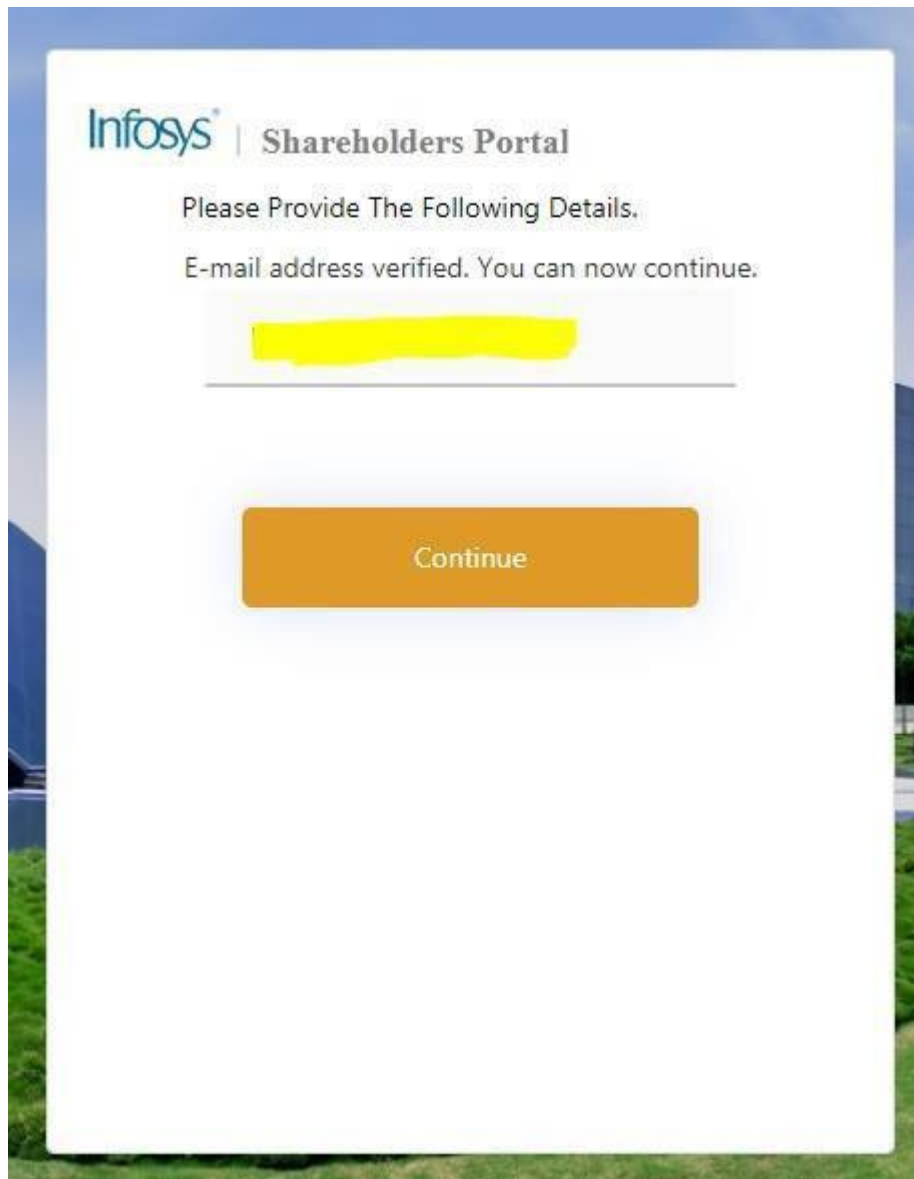 Infosys® | Shareholders Portal
Please Provide The Following Details.
E-mail address verified. You can now continue.
Continue